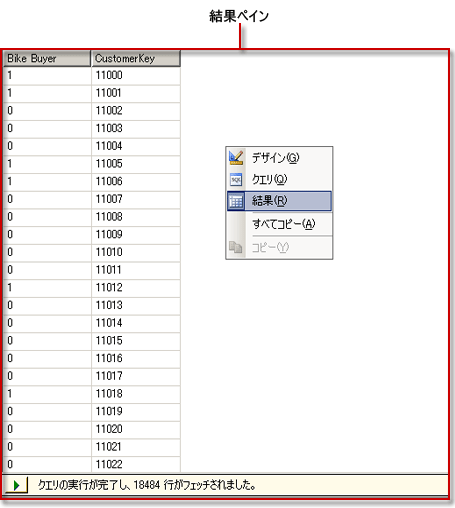 結果ペイン
Bike Buyer CustomerKey
1 11000
1 11001
0 11002
0 11003
0 11004
1 11005
1 11006
0 11007
0 11008
0 11009
0 11010
0 11011
1 11012
0 11013
0 11014
0 11015
0 11016
0 11017
1 11018
0 11019
0 11020
0 11021
0 11022
デザイン(G)
SQL クエリ(Q)
結果(R)
すべてコピー(A)
コピー(Y)
クエリの実行が完了し、18484 行がフェッチされました。